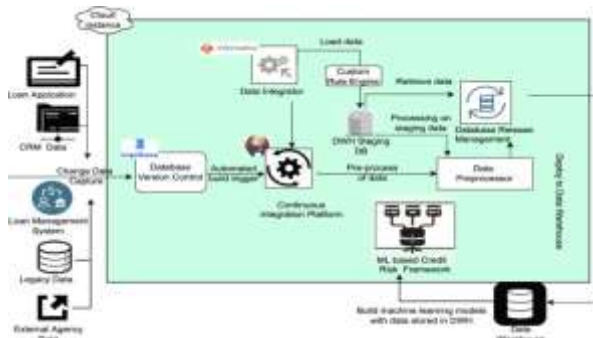 Cloud
Instance
Load data
Custom
Rule Engine
Loan Application
Data Integrator
Retrieve data
CRM Data
DWH Staging
DB
Processing on
staging data
Database Release
Management
Change Data
Capture
Database
Version Control
Automated
build trigger
Pre-process
of data
Data
Preprocessor
Continuous
Integration Platform
Deploy to Data Warehouse
Loan Management
System
ML based Credit
Risk Framework
Legacy Data
Build machine learning models
with data stored in DWH
External Agency
Data